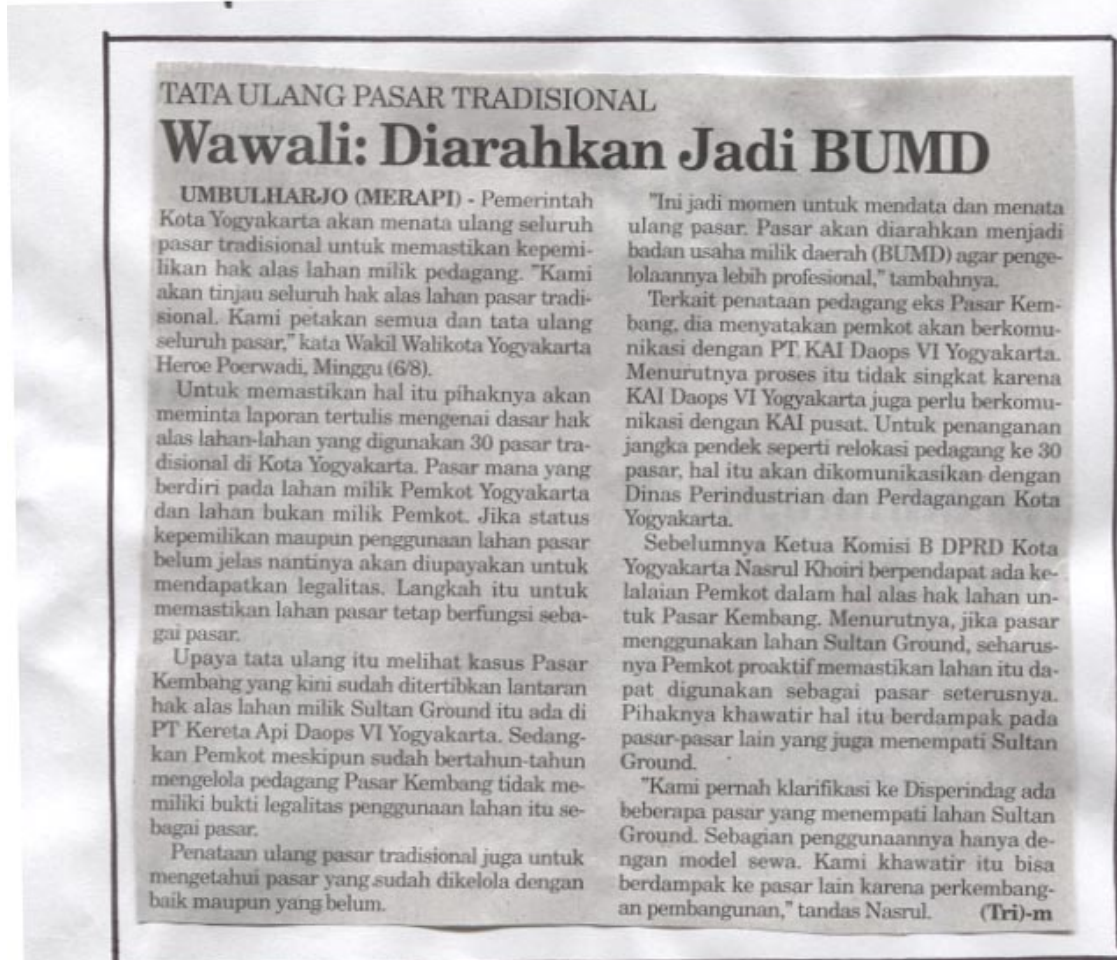 TATA ULANG PASAR TRADISIONAL
Wawali: Diarahkan Jadi BUMD
UMBULHARJO (MERAPI) - Pemerintah
Kota Yogyakarta akan menata ulang seluruh
pasar tradisional untuk memastikan kepemi-
likan hak alas lahan milik pedagang. "Kami
akan tinjau seluruh hak alas lahan pasar tradi-
sional. Kami petakan semua dan tata ulang
seluruh pasar," kata Wakil Walikota Yogyakarta
Heroe Poerwadi, Minggu (6/8).
Untuk memastikan hal itu pihaknya akan
meminta laporan tertulis mengenai dasar hak
alas lahan-lahan yang digunakan 30 pasar tra-
disional di Kota Yogyakarta. Pasar mana yang
berdiri pada lahan milik Pemkot Yogyakarta
dan lahan bukan milik Pemkot. Jika status
kepemilikan maupun penggunaan lahan pasar
belum jelas nantinya akan diupayakan untuk
mendapatkan legalitas. Langkah itu untuk
memastikan lahan pasar tetap berfungsi seba-
gai pasar.
Upaya tata ulang itu melihat kasus Pasar
Kembang yang kini sudah ditertibkan lantaran
hak alas lahan milik Sultan Ground itu ada di
PT Kereta Api Daops VI Yogyakarta. Sedang-
kan Pemkot meskipun sudah bertahun-tahun
mengelola pedagang Pasar Kembang tidak me-
miliki bukti legalitas penggunaan lahan itu se-
bagai pasar.
Penataan ulang pasar tradisional juga untuk
mengetahui pasar yang sudah dikelola dengan
baik maupun yang belum.
"Ini jadi momen untuk mendata dan menata
ulang pasar. Pasar akan diarahkan menjadi
badan usaha milik daerah (BUMD) agar penge-
lolaannya lebih profesional," tambahnya.
Terkait penataan pedagang eks Pasar Kem-
bang, dia menyatakan pemkot akan berkomu-
nikasi dengan PT KAI Daops VI Yogyakarta.
Menurutnya proses itu tidak singkat karena
KAI Daops VI Yogyakarta juga perlu berkomu-
nikasi dengan KAI pusat. Untuk penanganan
jangka pendek seperti relokasi pedagang ke 30
pasar, hal itu akan dikomunikasikan dengan
Dinas Perindustrian dan Perdagangan Kota
Yogyakarta.
Sebelumnya Ketua Komisi B DPRD Kota
Yogyakarta Nasrul Khoiri berpendapat ada ke-
lalaian Pemkot dalam hal alas hak lahan un-
tuk Pasar Kembang. Menurutnya, jika pasar
menggunakan lahan Sultan Ground, seharus-
nya Pemkot proaktif memastikan lahan itu da-
pat digunakan sebagai pasar seterusnya.
Pihaknya khawatir hal itu berdampak pada
pasar-pasar lain yang juga menempati Sultan
Ground.
"Kami pernah klarifikasi ke Disperindag ada
beberapa pasar yang menempati lahan Sultan
Ground. Sebagian penggunaannya hanya de-
ngan model sewa. Kami khawatir itu bisa
berdampak ke pasar lain karena perkembang-
an pembangunan," tandas Nasrul. (Tri)-m